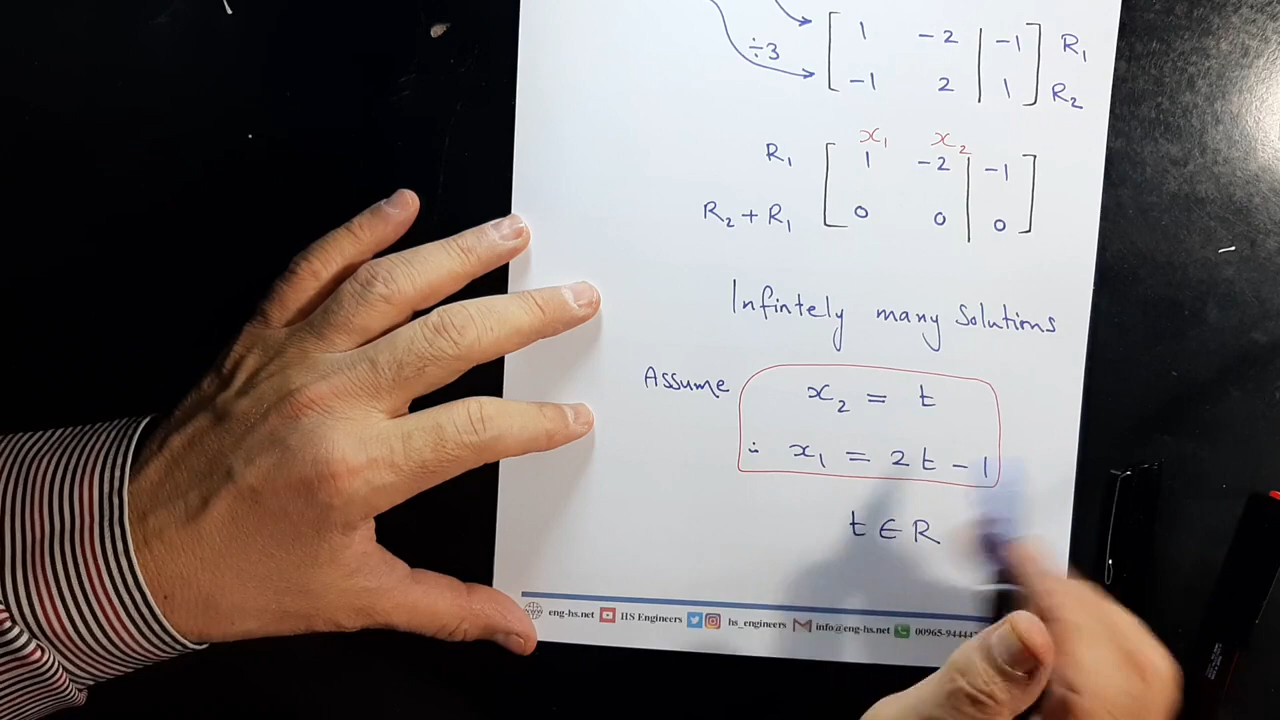 1 -2 -1 R1
÷3
-1 2 1 R2
x1 x2
R1 1 -2 -1
R2 + R1 0 0 0
Infintely many Solutions
Assume x2 = t
∴ x1 = 2t - 1
t ∈ R
eng-hs.net HS Engineers hs_engineers info@eng-hs.net 00965-94444